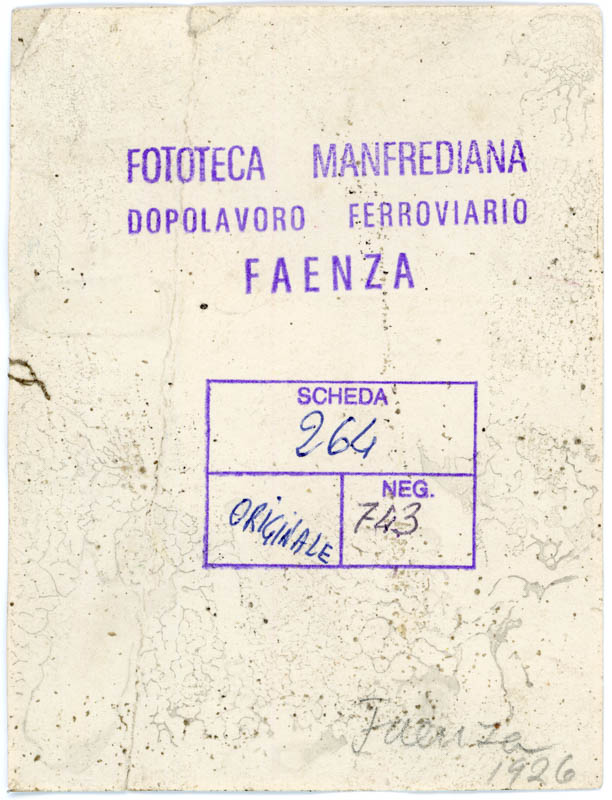 FOTOTECA MANFREDIANA
DOPOLAVORO FERROVIARIO
FAENZA
SCHEDA
264
ORIGINALE
NEG.
743
Faenza
1926